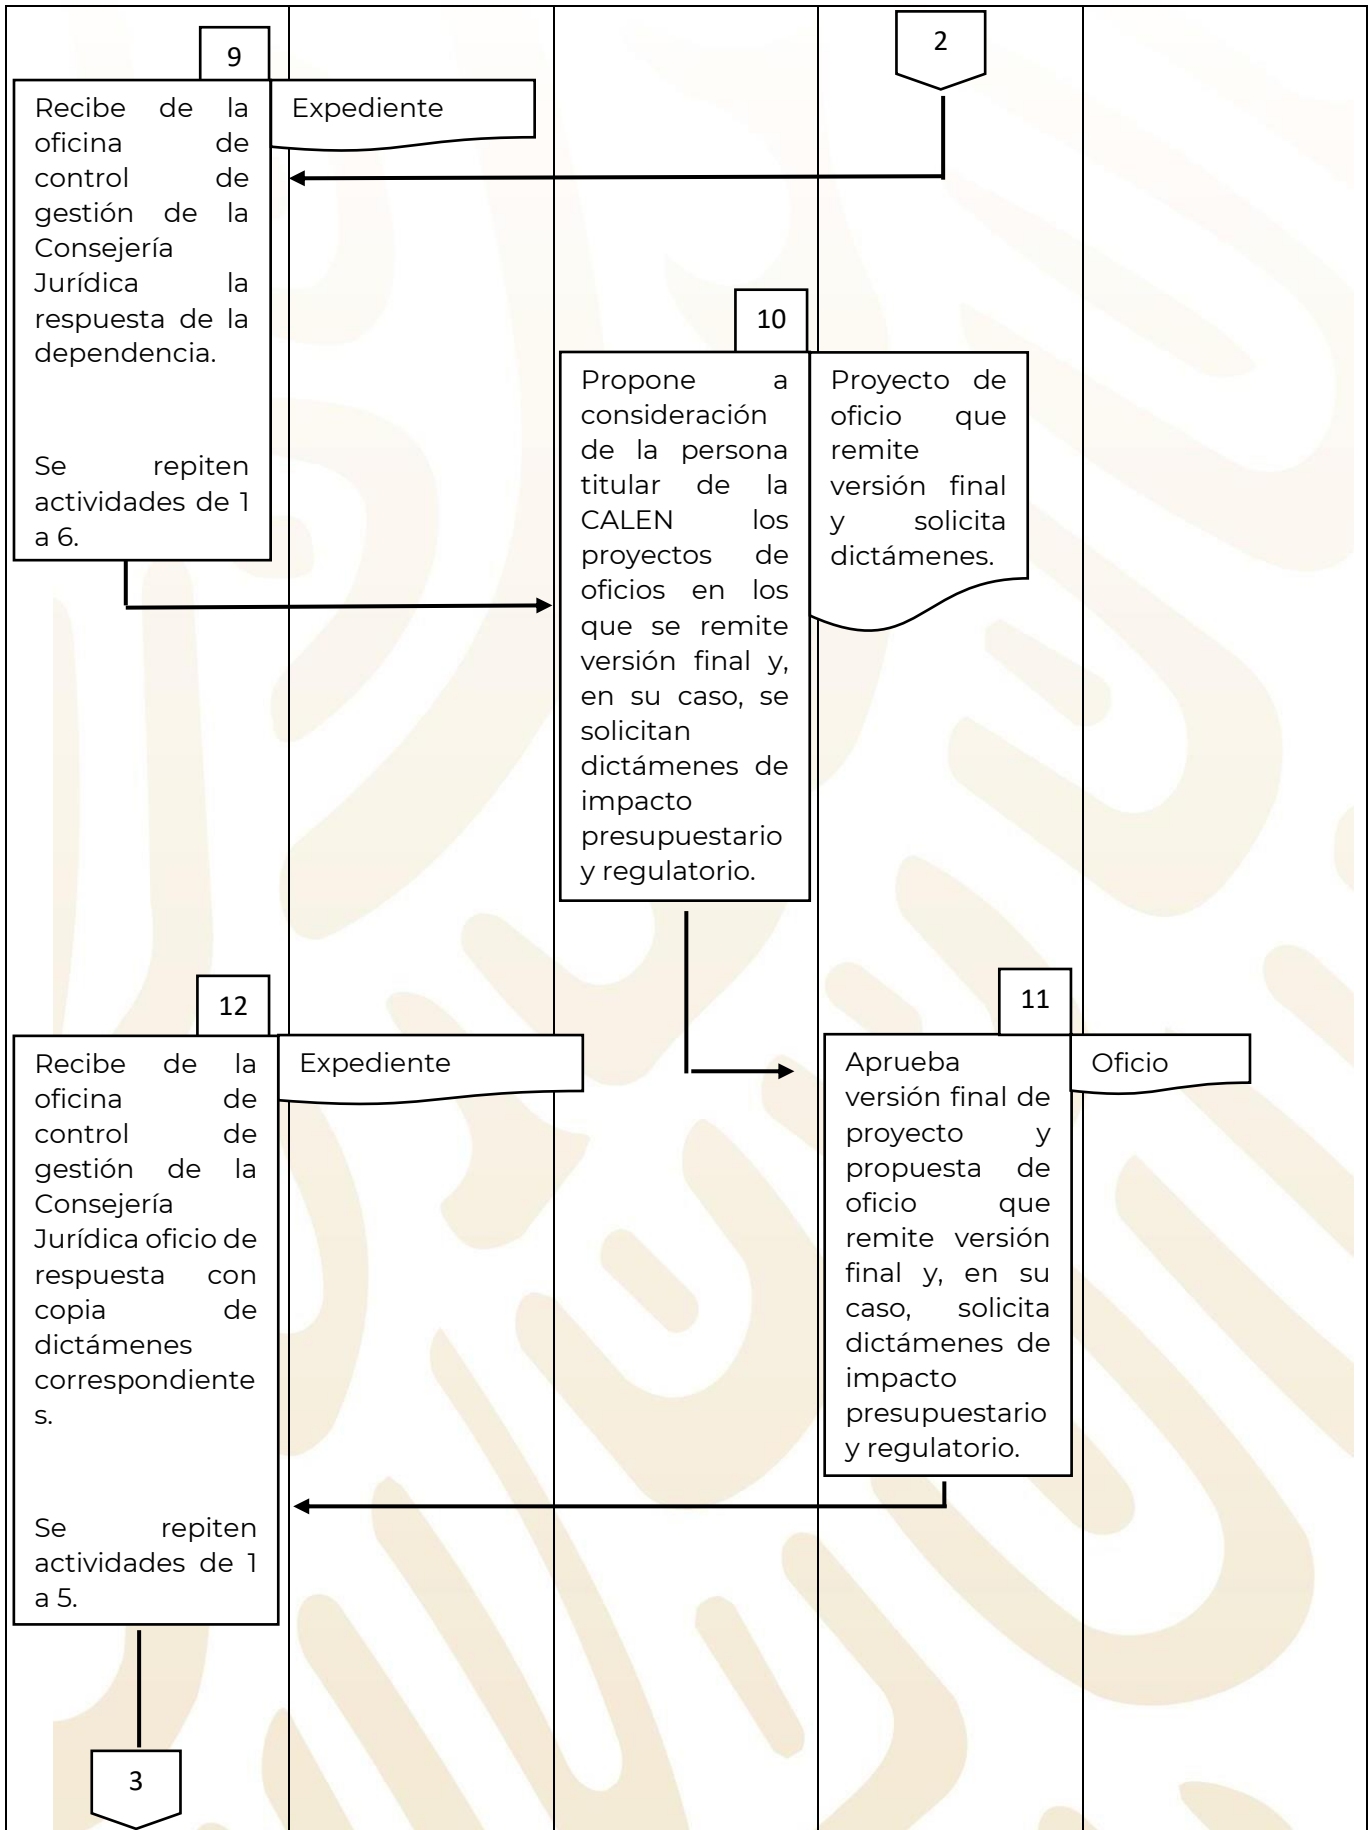 2
9
Recibe de la
oficina de
control de
gestión de la
Consejería
Jurídica la
respuesta de la
dependencia.
Se repiten
actividades de 1
a 6.
Expediente
10
Propone a
consideración
de la persona
titular de la
CALEN los
proyectos de
oficios en los
que se remite
versión final y,
en su caso, se
solicitan
dictámenes de
impacto
presupuestario
y regulatorio.
Proyecto de
oficio que
remite
versión final
y solicita
dictámenes.
11
Aprueba
versión final de
proyecto y
propuesta de
oficio que
remite versión
final y, en su
caso, solicita
dictámenes de
impacto
presupuestario
y regulatorio.
Oficio
12
Recibe de la
oficina de
control de
gestión de la
Consejería
Jurídica oficio de
respuesta con
copia de
dictámenes
correspondiente
s.
Se repiten
actividades de 1
a 5.
Expediente
3